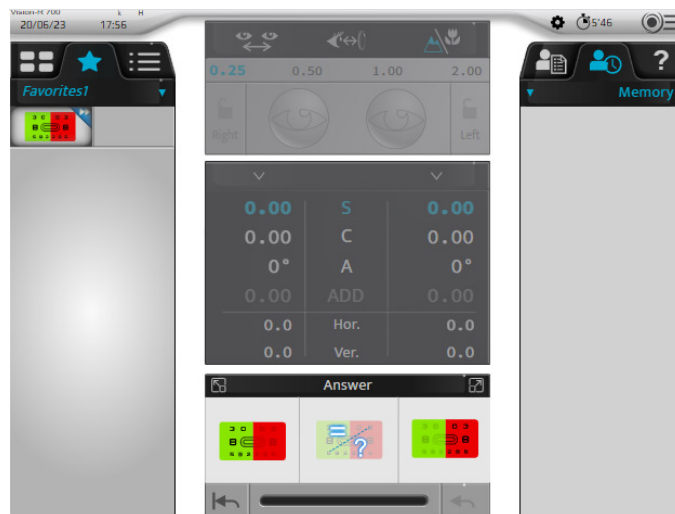 Vision-R 700
20/06/23 17:56
5'46
Favorites1
Memory
?
0.25 0.50 1.00 2.00
Right Left
0.00 S 0.00
0.00 C 0.00
0° A 0°
0.00 ADD 0.00
0.0 Hor. 0.0
0.0 Ver. 0.0
Answer
= ?